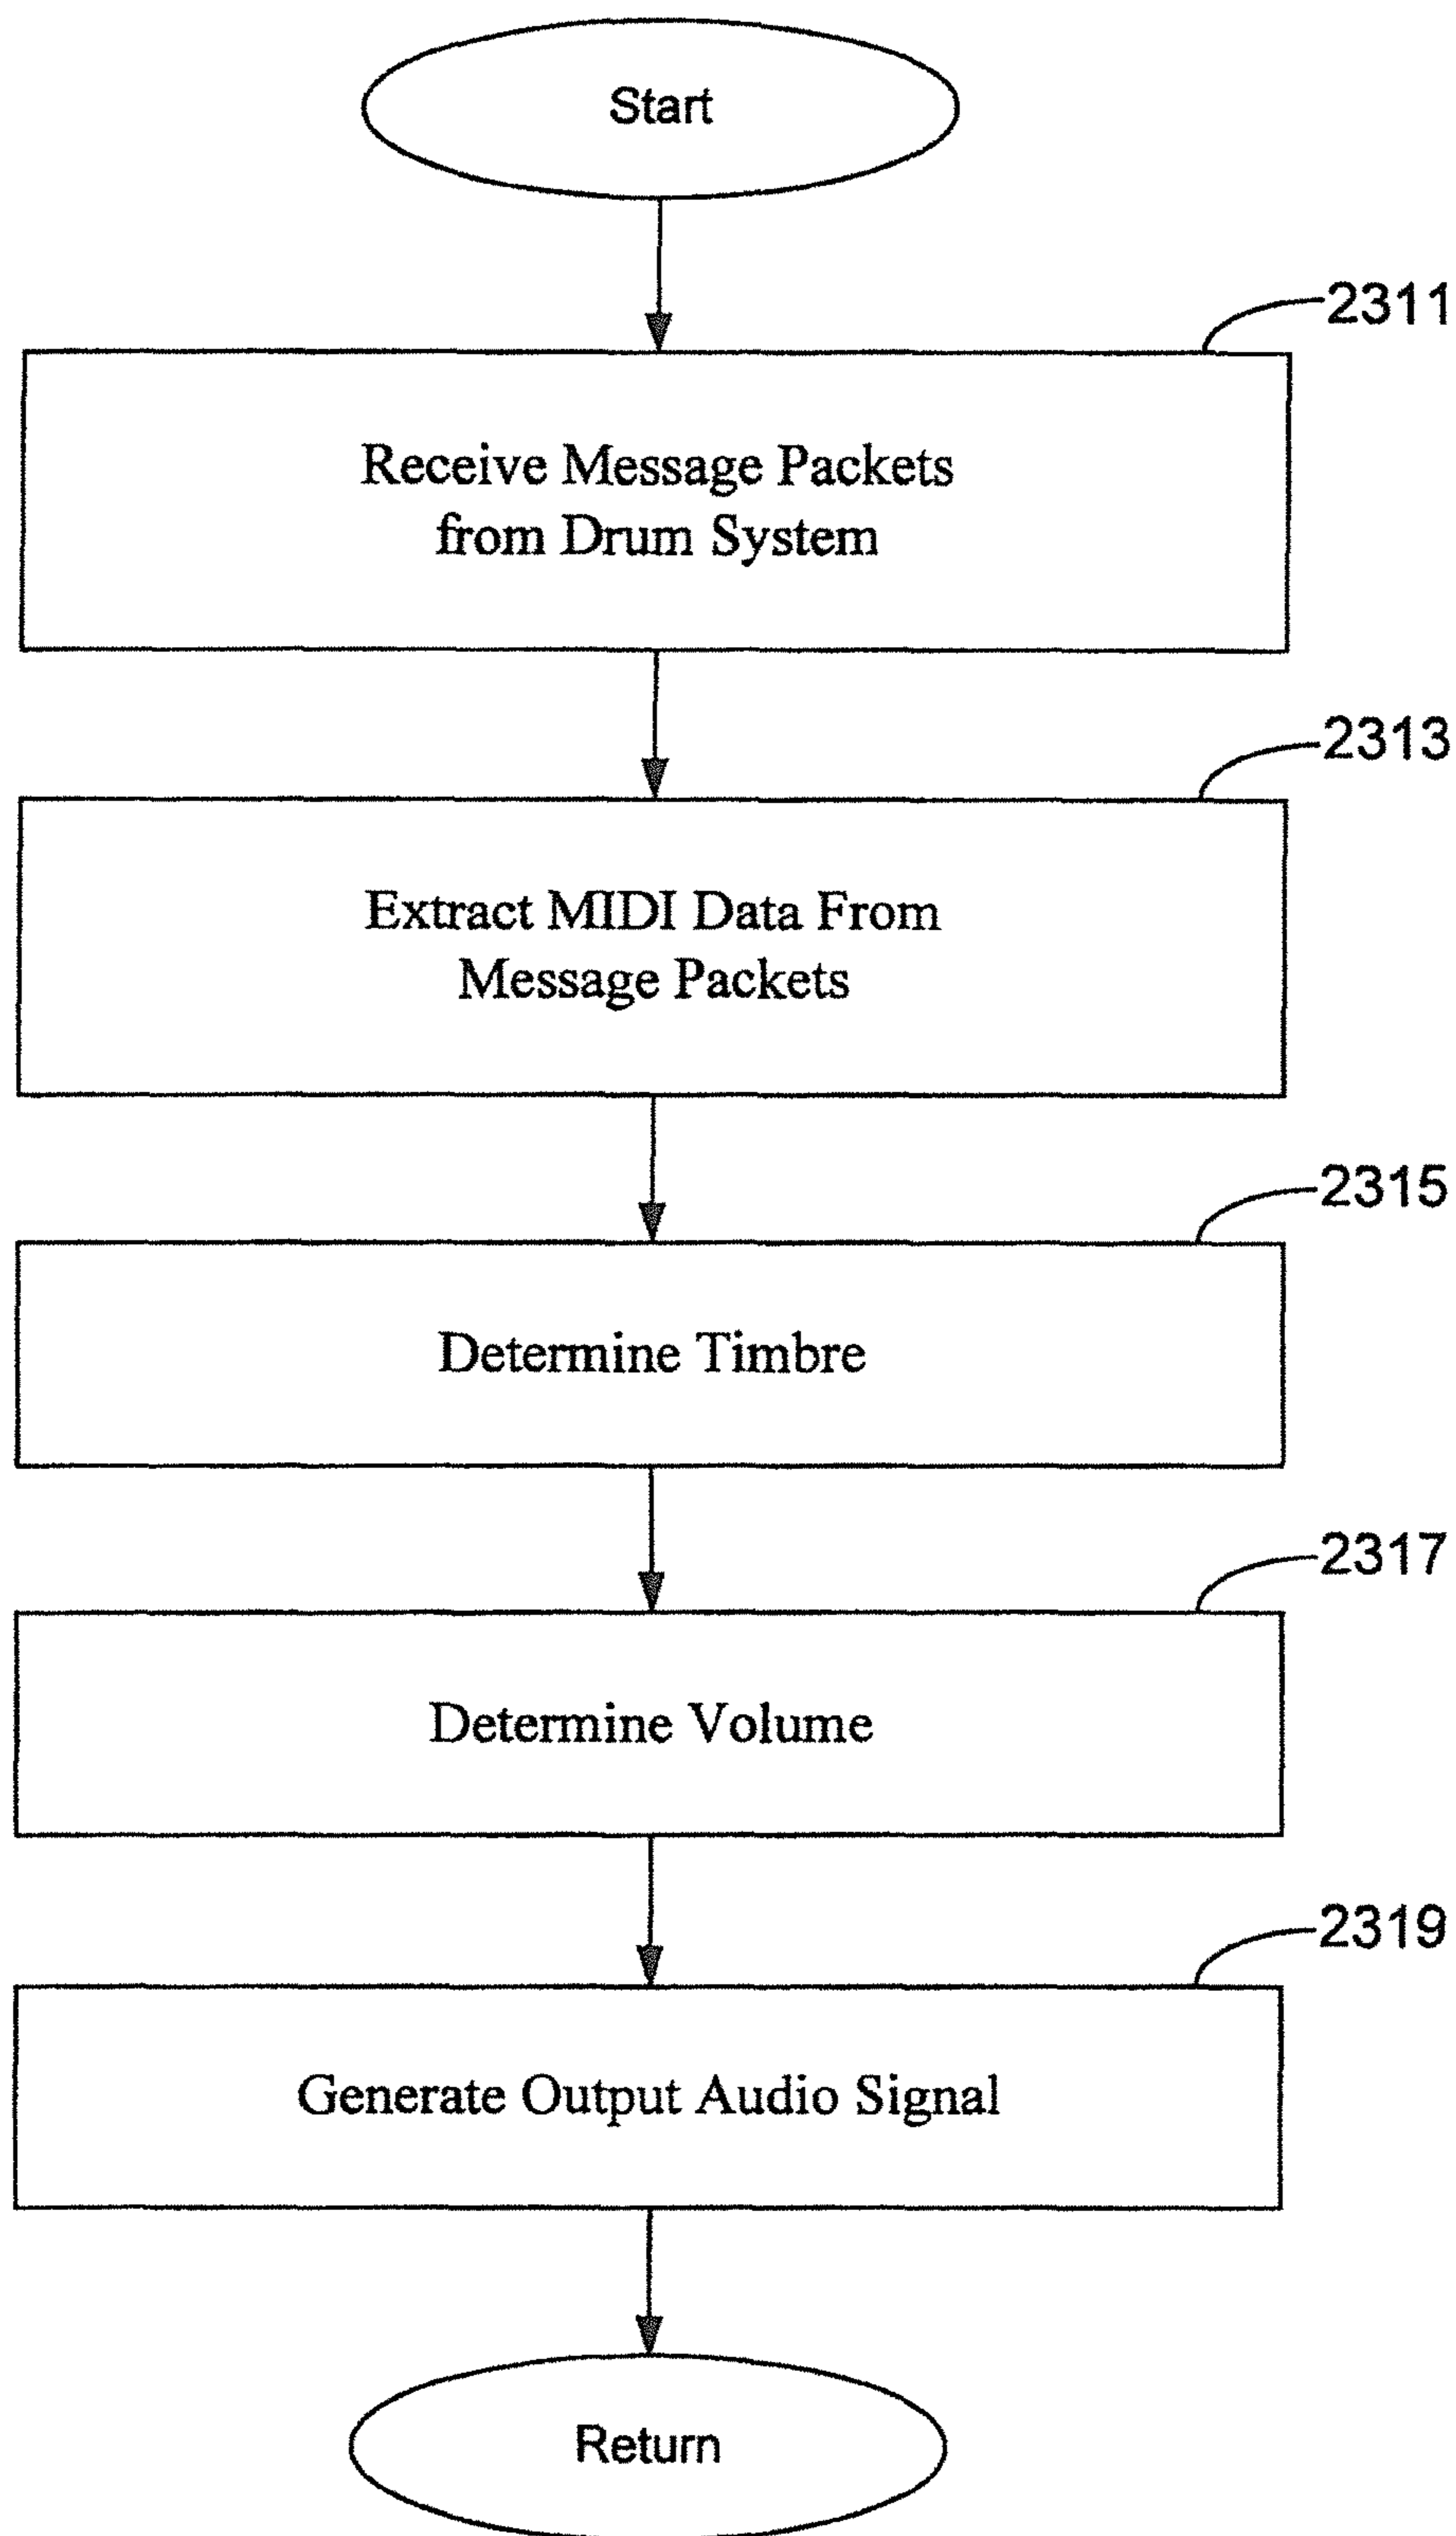 Start
2311
Receive Message Packets
from Drum System
2313
Extract MIDI Data From
Message Packets
2315
Determine Timbre
2317
Determine Volume
2319
Generate Output Audio Signal
Return